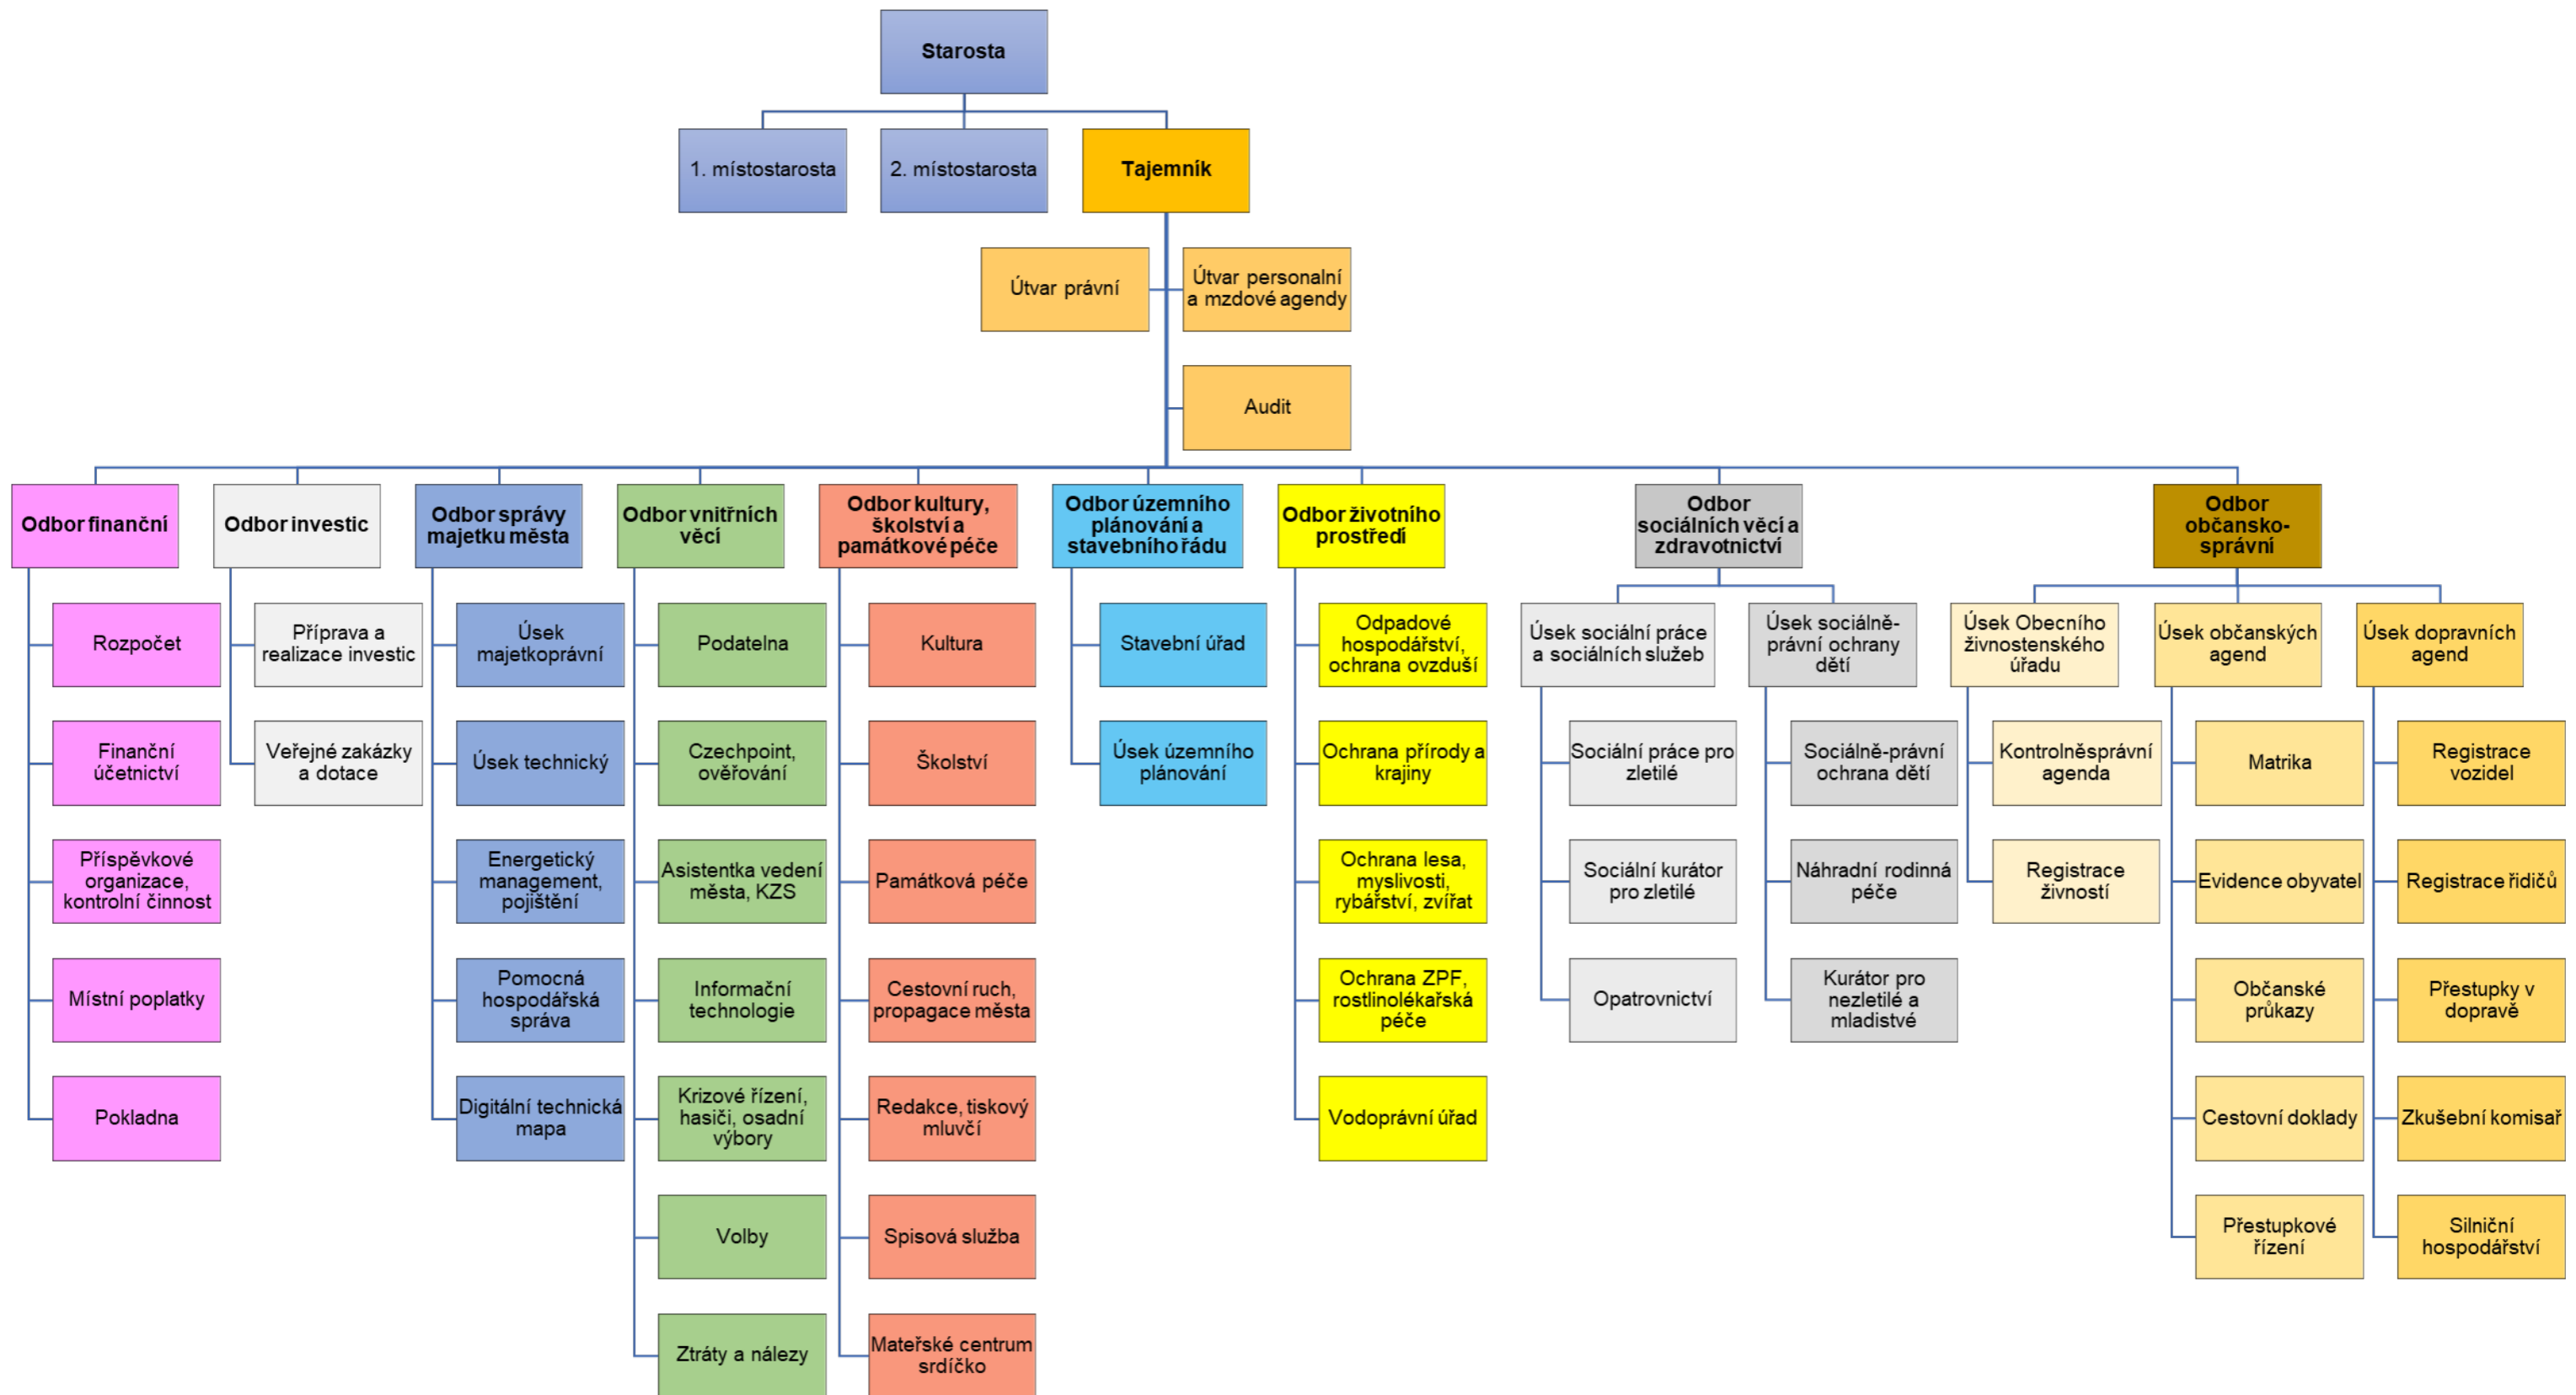 Starosta
1. místostarosta
2. místostarosta
Tajemník
Útvar právní
Útvar personalní
a mzdové agendy
Audit
Odbor finanční
Rozpočet
Finanční
účetnictví
Příspěvkové
organizace,
kontrolní činnost
Místní poplatky
Pokladna
Odbor investic
Příprava a
realizace investic
Veřejné zakázky
a dotace
Odbor správy
majetku města
Úsek
majetkoprávní
Úsek technický
Energetický
management,
pojištění
Pomocná
hospodářská
správa
Digitální technická
mapa
Odbor vnitřních
věcí
Podatelna
Czechpoint,
ověřování
Asistentka vedení
města, KZS
Informační
technologie
Krizové řízení,
hasiči, osadní
výbory
Volby
Ztráty a nálezy
Odbor kultury,
školství a
památkové péče
Kultura
Školství
Památková péče
Cestovní ruch,
propagace města
Redakce, tiskový
mluvčí
Spisová služba
Mateřské centrum
srdíčko
Odbor územního
plánování a
stavebního řádu
Stavební úřad
Úsek územního
plánování
Odbor životního
prostředí
Odpadové
hospodářství,
ochrana ovzduší
Ochrana přírody a
krajiny
Ochrana lesa,
myslivosti,
rybářství, zvířat
Ochrana ZPF,
rostlinolékařská
péče
Vodoprávní úřad
Odbor
sociálních věcí a
zdravotnictví
Úsek sociální práce
a sociálních služeb
Sociální práce pro
zletilé
Sociální kurátor
pro zletilé
Opatrovnictví
Úsek sociálně-
právní ochrany
dětí
Sociálně-právní
ochrana dětí
Náhradní rodinná
péče
Kurátor pro
nezletilé a
mladistvé
Odbor
občansko-
správní
Úsek Obecního
živnostenského
úřadu
Kontrolněsprávní
agenda
Registrace
živností
Úsek občanských
agend
Matrika
Evidence obyvatel
Občanské
průkazy
Cestovní doklady
Přestupkové
řízení
Úsek dopravních
agend
Registrace
vozidel
Registrace řidičů
Přestupky v
dopravě
Zkušební komisař
Silniční
hospodářství